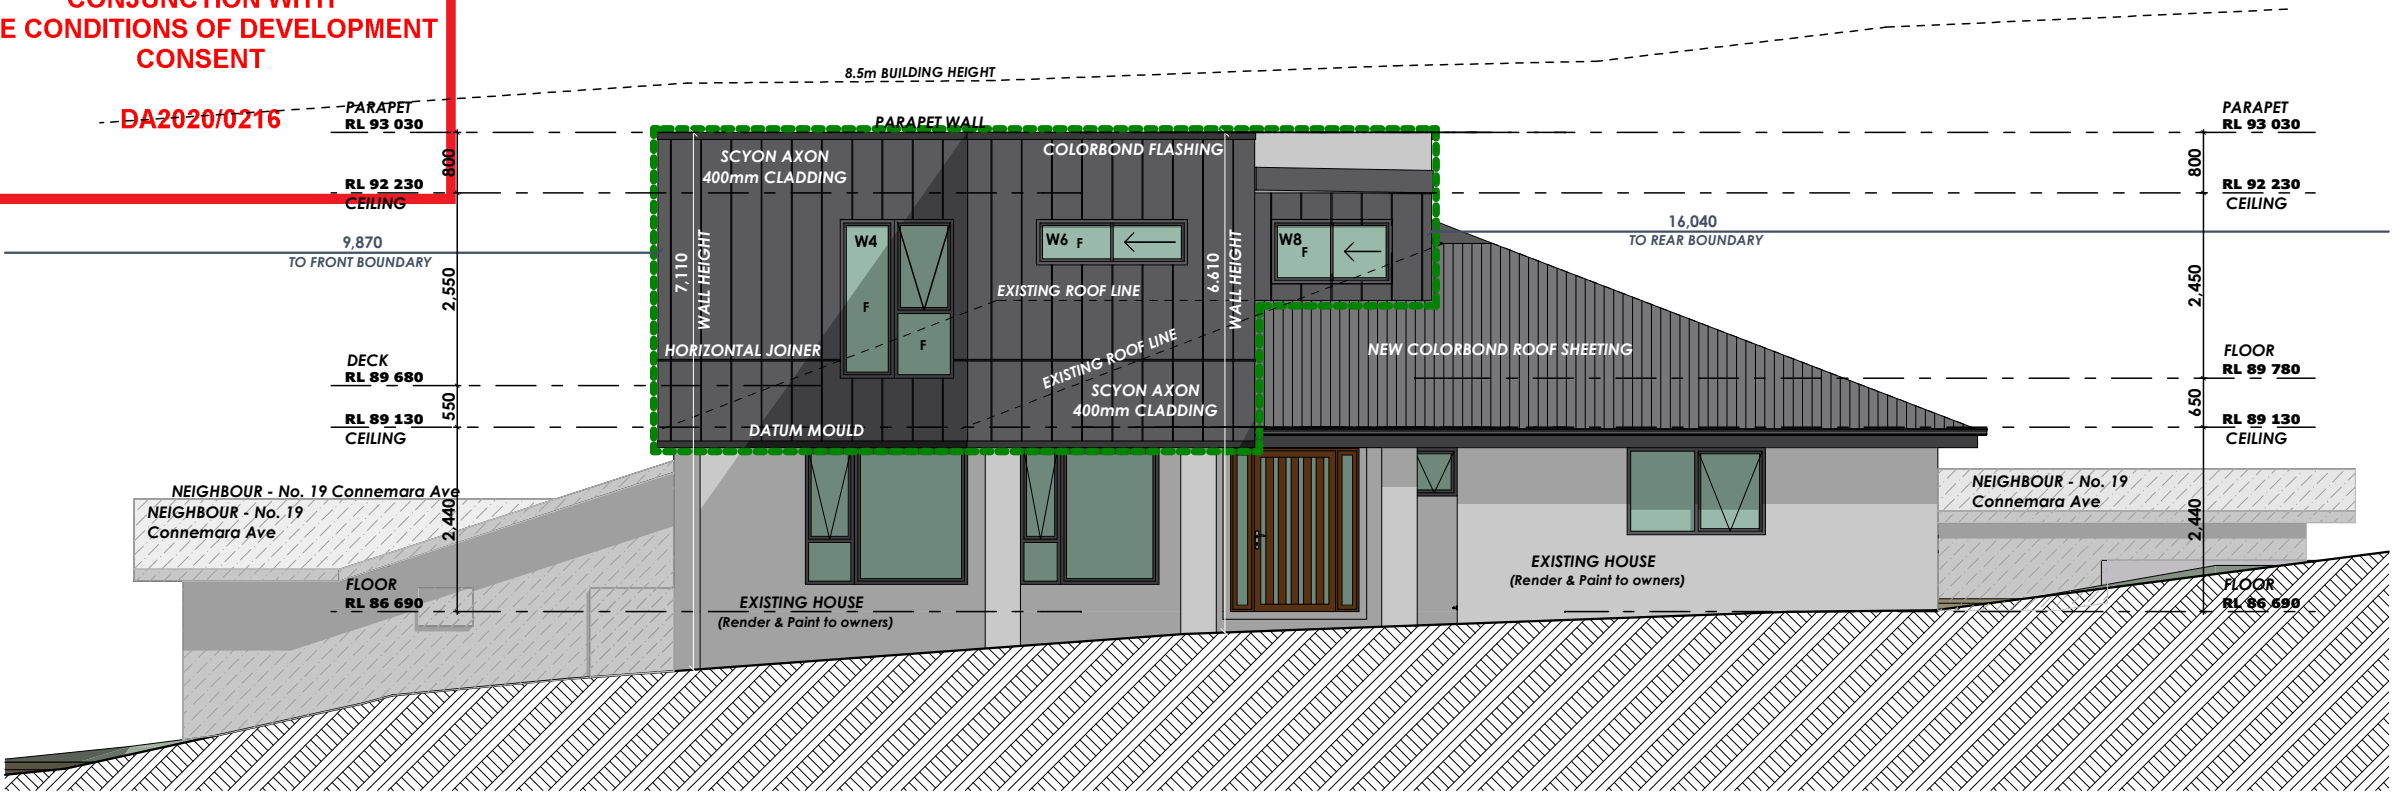 CONJUNCTION WITH
E CONDITIONS OF DEVELOPMENT
CONSENT
DA2020/0216
8.5m BUILDING HEIGHT
PARAPET
RL 93 030
800
RL 92 230
CEILING
9,870
TO FRONT BOUNDARY
2,550
DECK
RL 89 680
550
RL 89 130
CEILING
2,440
FLOOR
RL 86 690
NEIGHBOUR - No. 19 Connemara Ave
NEIGHBOUR - No. 19
Connemara Ave
PARAPET WALL
SCYON AXON
400mm CLADDING
COLORBOND FLASHING
7,110
WALL HEIGHT
W4
F
F
W6 F
6.610
WALL HEIGHT
W8
F
EXISTING ROOF LINE
EXISTING ROOF LINE
HORIZONTAL JOINER
SCYON AXON
400mm CLADDING
DATUM MOULD
NEW COLORBOND ROOF SHEETING
EXISTING HOUSE
(Render & Paint to owners)
EXISTING HOUSE
(Render & Paint to owners)
16,040
TO REAR BOUNDARY
PARAPET
RL 93 030
800
RL 92 230
CEILING
2,450
FLOOR
RL 89 780
650
RL 89 130
CEILING
NEIGHBOUR - No. 19
Connemara Ave
2,440
FLOOR
RL 86 690